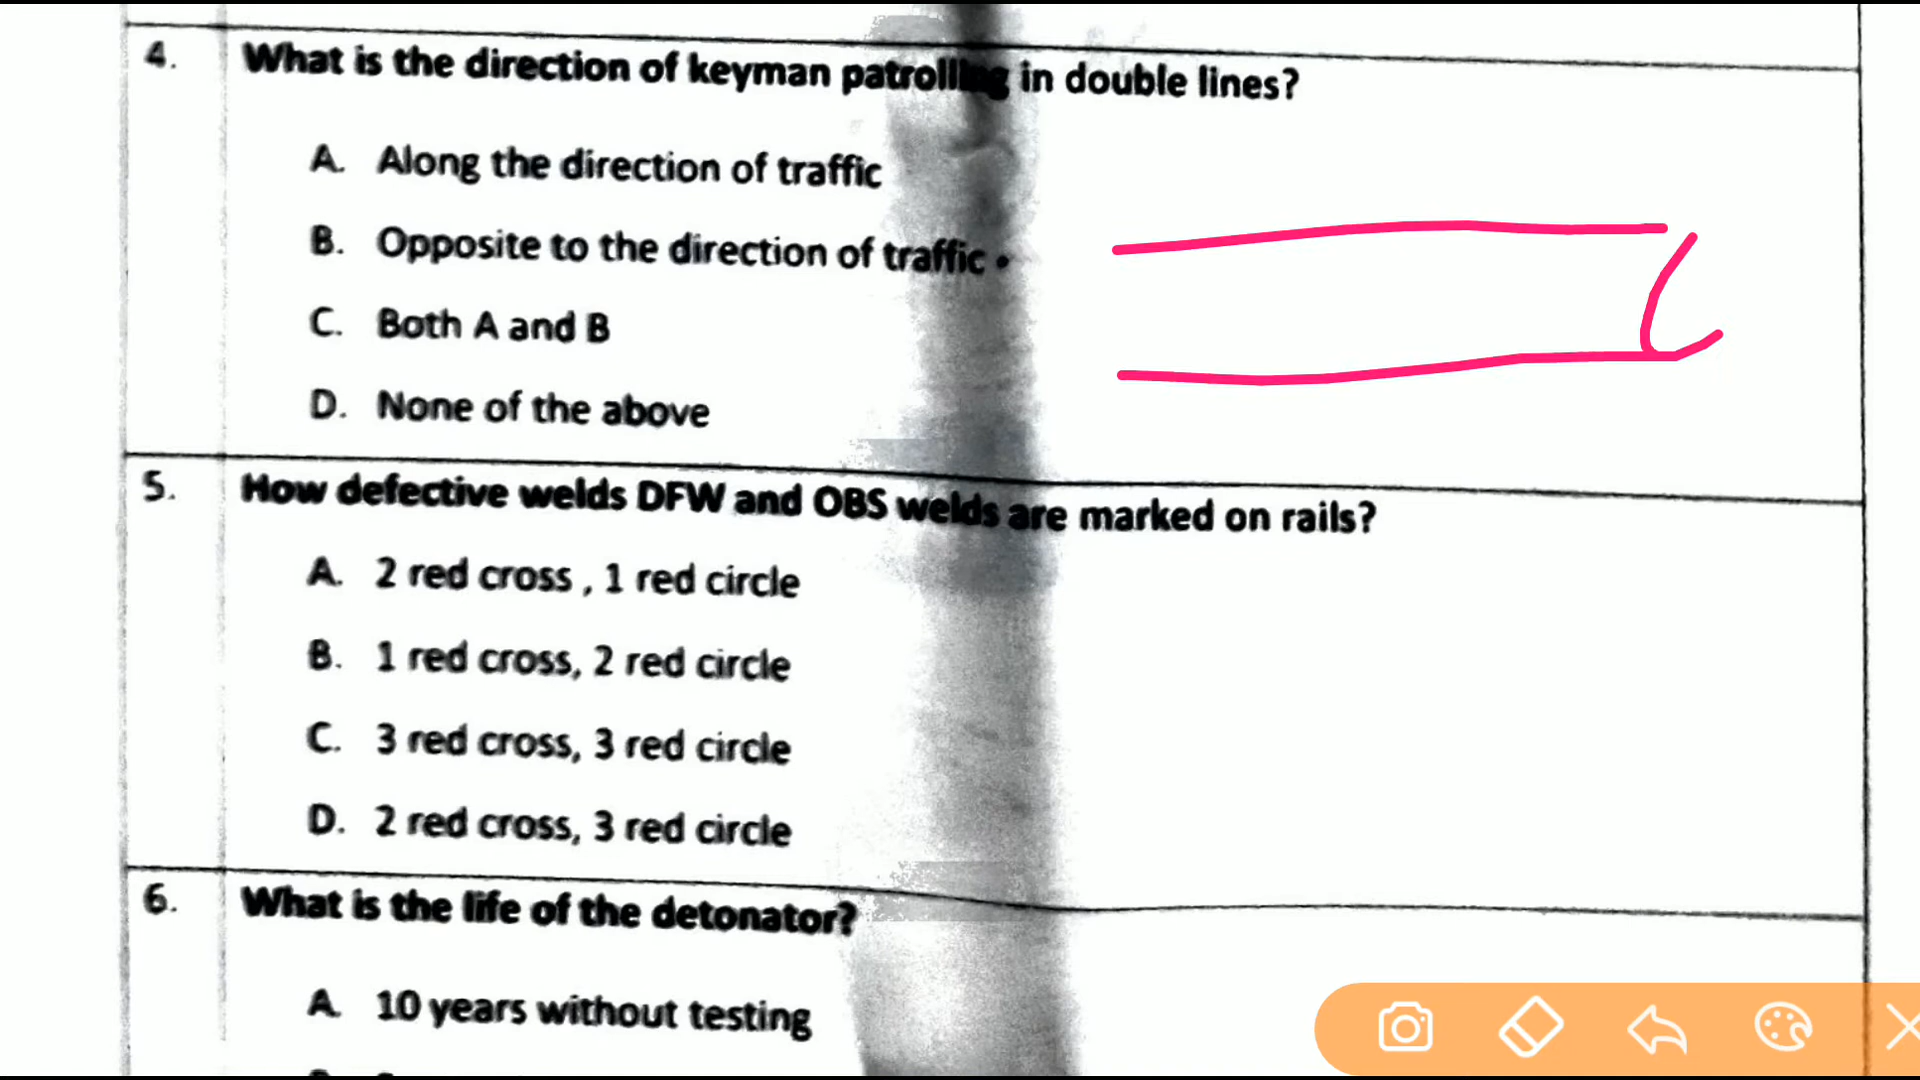 4. What is the direction of keyman patrolling in double lines?
A. Along the direction of traffic
B. Opposite to the direction of traffic
C. Both A and B
D. None of the above
5. How defective welds DFW and OBS welds are marked on rails?
A. 2 red cross , 1 red circle
B. 1 red cross, 2 red circle
C. 3 red cross, 3 red circle
D. 2 red cross, 3 red circle
6. What is the life of the detonator?
A. 10 years without testing